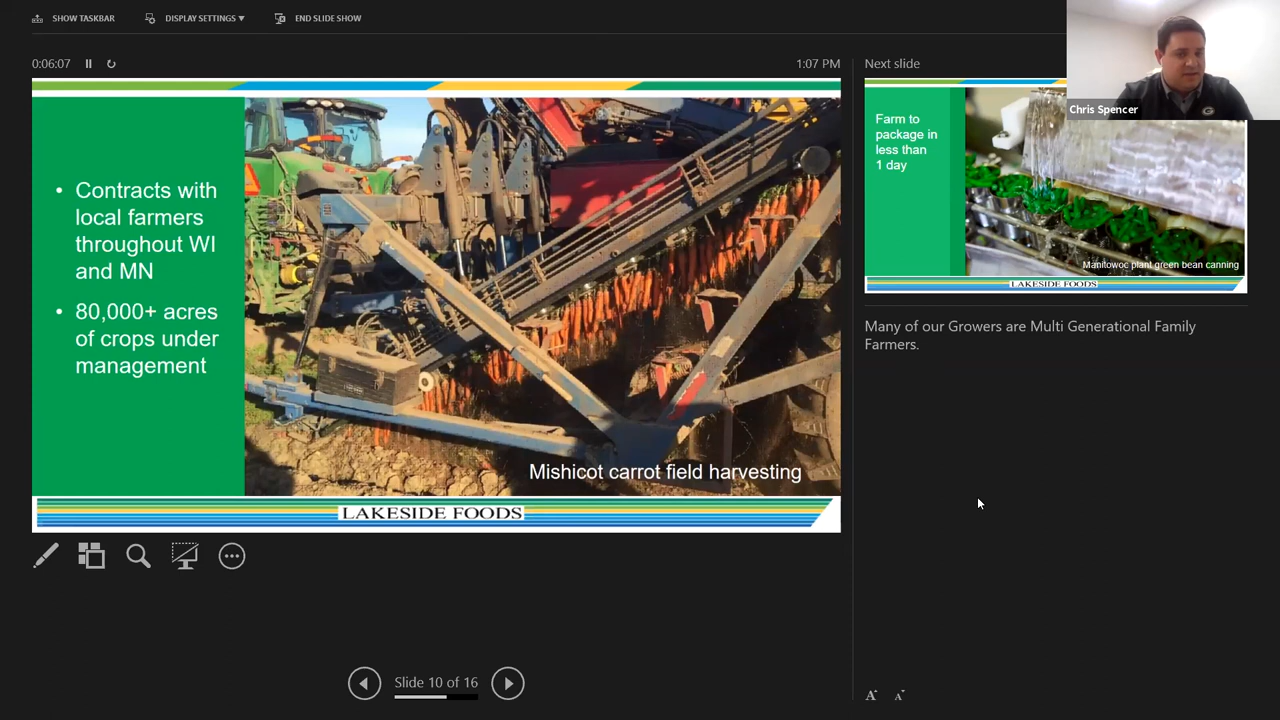 SHOW TASKBAR
DISPLAY SETTINGS ▼
END SLIDE SHOW
0:06:07
1:07 PM
• Contracts with
local farmers
throughout WI
and MN
• 80,000+ acres
of crops under
management
Mishicot carrot field harvesting
LAKESIDE FOODS
Slide 10 of 16
Next slide
Chris Spencer
G
Farm to
package in
less than
1 day
Manitowoc plant green bean canning
LAKESIDE FOODS
Many of our Growers are Multi Generational Family
Farmers.
A A